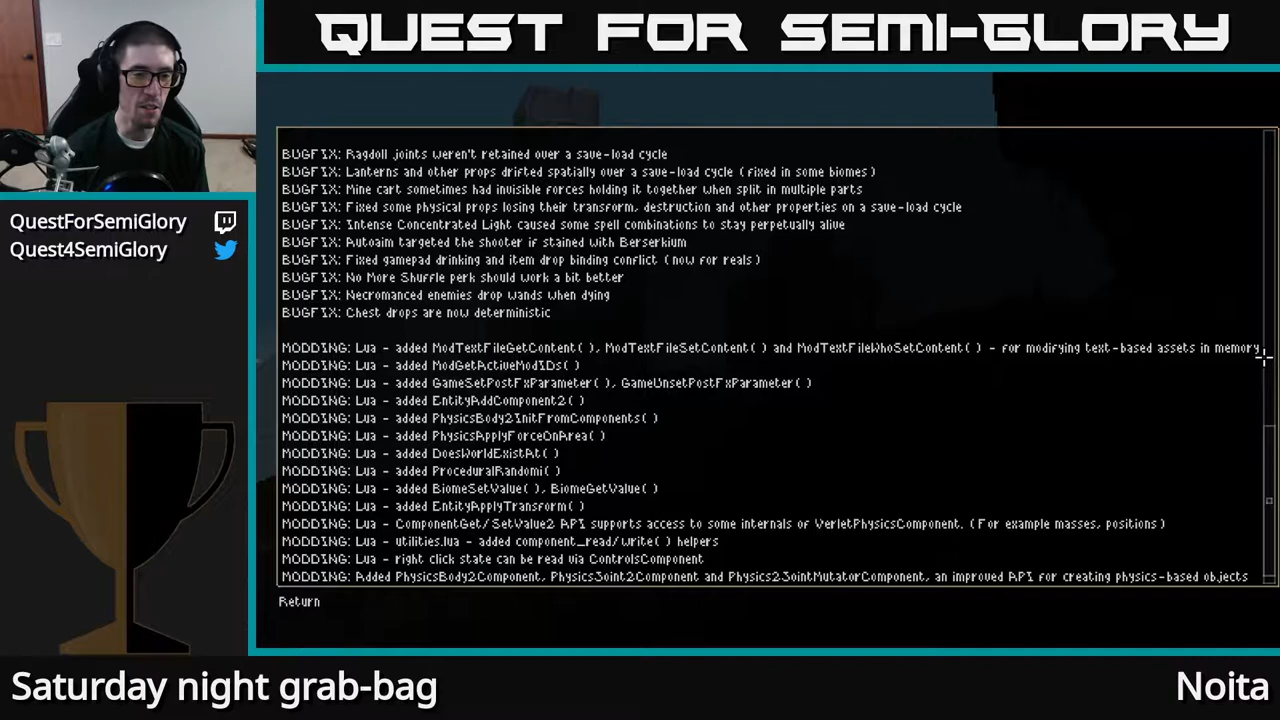 QUEST FOR SEMI-GLORY
QuestForSemiGlory
Quest4SemiGlory
BUGFIX: Ragdoll joints weren't retained over a save-load cycle
BUGFIX: Lanterns and other props drifted spatially over a save-load cycle (fixed in some biomes)
BUGFIX: Mine cart sometimes had invisible forces holding it together when split in multiple parts
BUGFIX: Fixed some physical props losing their transform, destruction and other properties on a save-load cycle
BUGFIX: Intense Concentrated Light caused some spell combinations to stay perpetually alive
BUGFIX: Autoaim targeted the shooter if stained with Berserkium
BUGFIX: Fixed gamepad drinking and item drop binding conflict (now for reals)
BUGFIX: No More Shuffle perk should work a bit better
BUGFIX: Necromanced enemies drop wands when dying
BUGFIX: Chest drops are now deterministic
MODDING: Lua - added ModTextFileGetContent(), ModTextFileSetContent() and ModTextFileWhoSetContent() - for modifying text-based assets in memory
MODDING: Lua - added ModGetActiveModIDs()
MODDING: Lua - added GameSetPostFxParameter(), GameUnsetPostFxParameter()
MODDING: Lua - added EntityAddComponent2()
MODDING: Lua - added PhysicsBody2InitFromComponents()
MODDING: Lua - added PhysicsApplyForceOnArea()
MODDING: Lua - added DoesWorldExistAt()
MODDING: Lua - added ProceduralRandomi()
MODDING: Lua - added BiomeSetValue(), BiomeGetValue()
MODDING: Lua - added EntityApplyTransform()
MODDING: Lua - ComponentGet/SetValue2 API supports access to some internals of VerletPhysicsComponent. (For example masses, positions)
MODDING: Lua - utilities.lua - added component_read/write() helpers
MODDING: Lua - right click state can be read via ControlsComponent
MODDING: Added PhysicsBody2Component, PhysicsJoint2Component and Physics2JointMutatorComponent, an improved API for creating physics-based objects
Return
Saturday night grab-bag
Noita